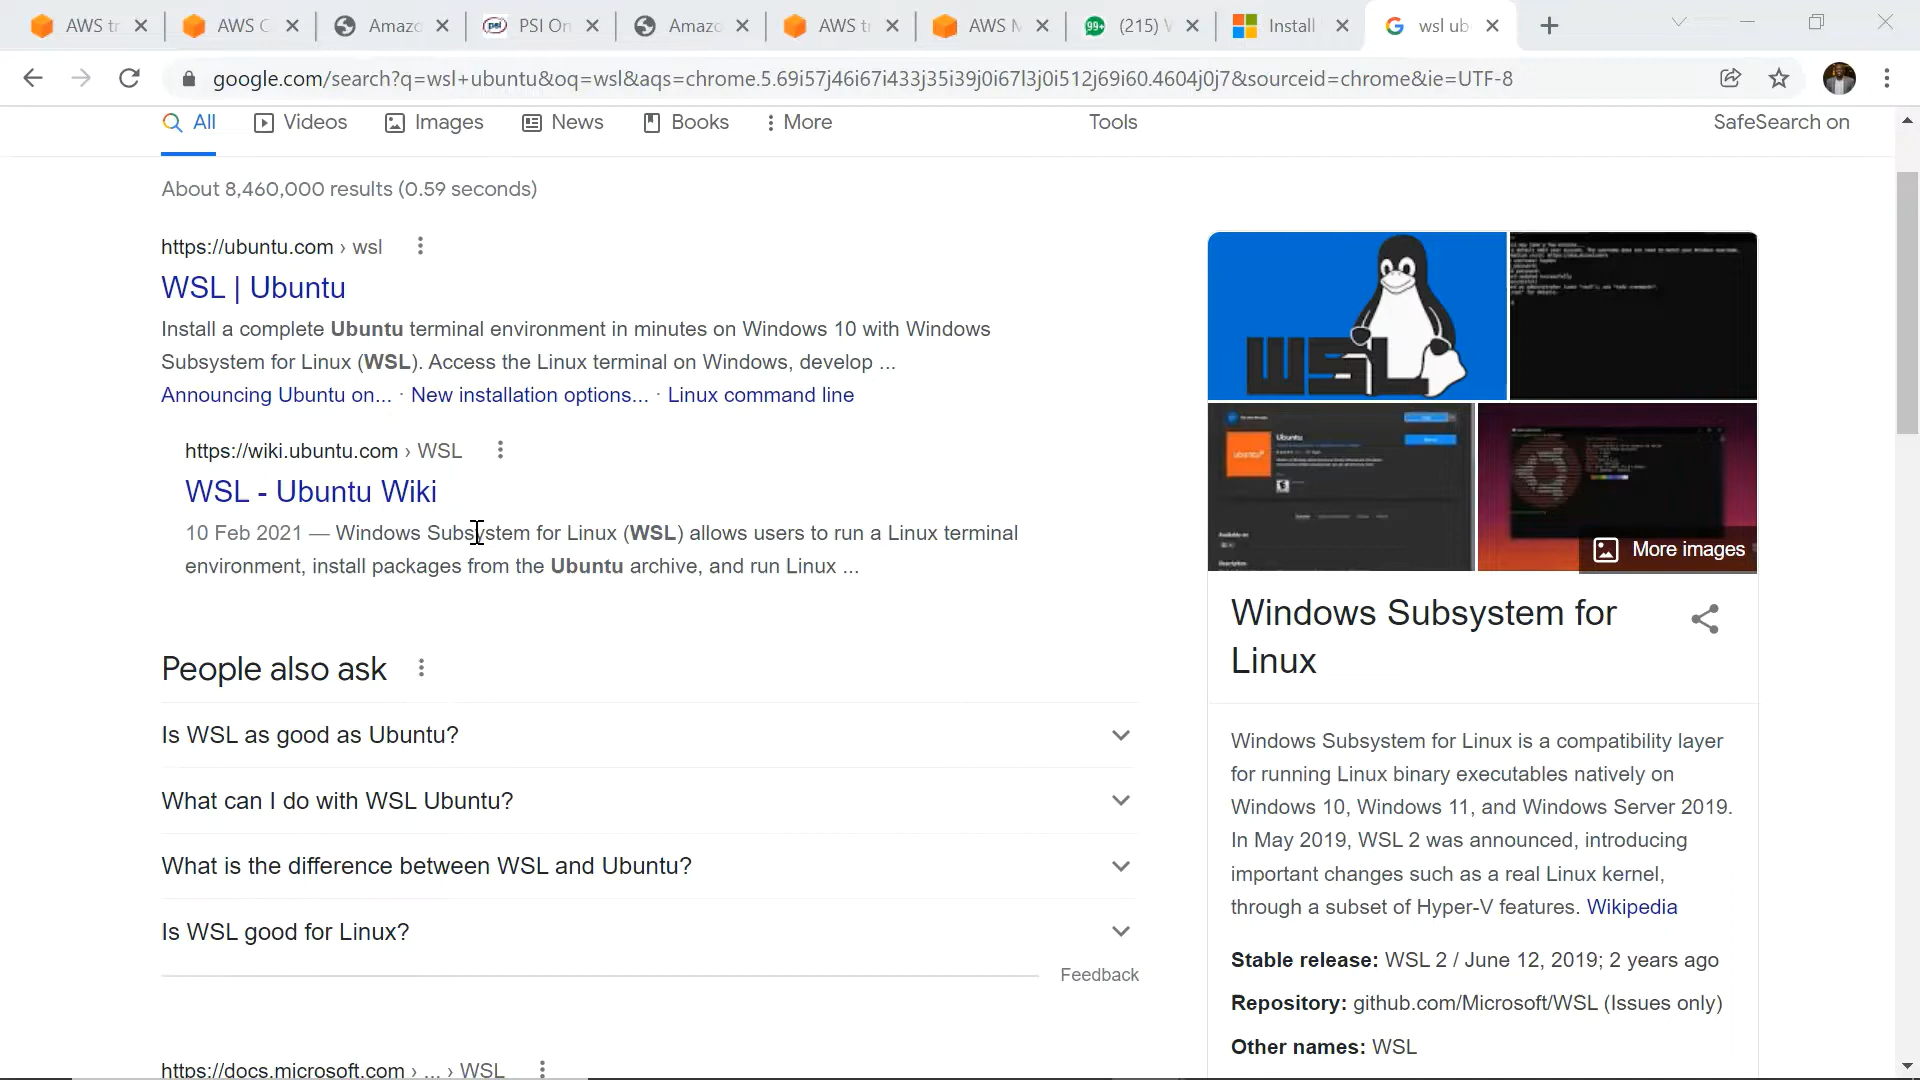 AWS tr
AWS C
Amazo
PSI On
Amazo
AWS tr
AWS M
99+
(215) V
Install
wsl ub
google.com/search?q=wsl+ubuntu&oq=wsl&aqs=chrome.5.69i57j46i67i433j35i39j0i67l3j0i512j69i60.4604j0j7&sourceid=chrome&ie=UTF-8
All
Videos
Images
News
Books
More
Tools
SafeSearch on
About 8,460,000 results (0.59 seconds)
https://ubuntu.com › wsl
WSL | Ubuntu
Install a complete Ubuntu terminal environment in minutes on Windows 10 with Windows
Subsystem for Linux (WSL). Access the Linux terminal on Windows, develop ...
Announcing Ubuntu on... · New installation options... · Linux command line
https://wiki.ubuntu.com › WSL
WSL - Ubuntu Wiki
10 Feb 2021 — Windows Subsystem for Linux (WSL) allows users to run a Linux terminal
environment, install packages from the Ubuntu archive, and run Linux ...
People also ask
Is WSL as good as Ubuntu?
What can I do with WSL Ubuntu?
What is the difference between WSL and Ubuntu?
Is WSL good for Linux?
Feedback
https://docs.microsoft.com › ... › WSL
WSL
Ubuntu
ubuntu
More images
Windows Subsystem for
Linux
Windows Subsystem for Linux is a compatibility layer
for running Linux binary executables natively on
Windows 10, Windows 11, and Windows Server 2019.
In May 2019, WSL 2 was announced, introducing
important changes such as a real Linux kernel,
through a subset of Hyper-V features. Wikipedia
Stable release: WSL 2 / June 12, 2019; 2 years ago
Repository: github.com/Microsoft/WSL (Issues only)
Other names: WSL